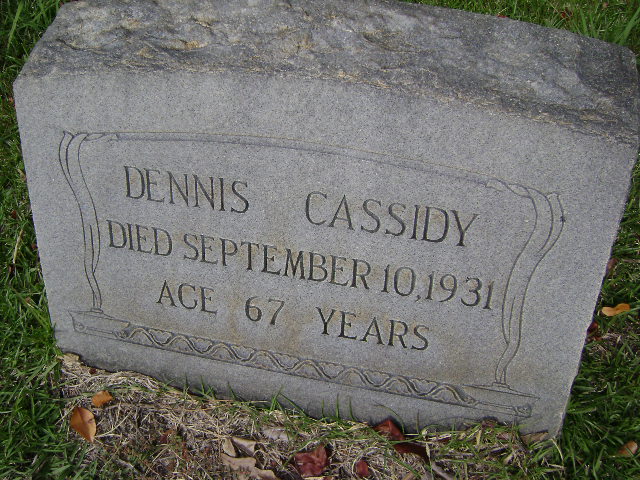 DENNIS CASSIDY
DIED SEPTEMBER 10, 1931
AGE 67 YEARS